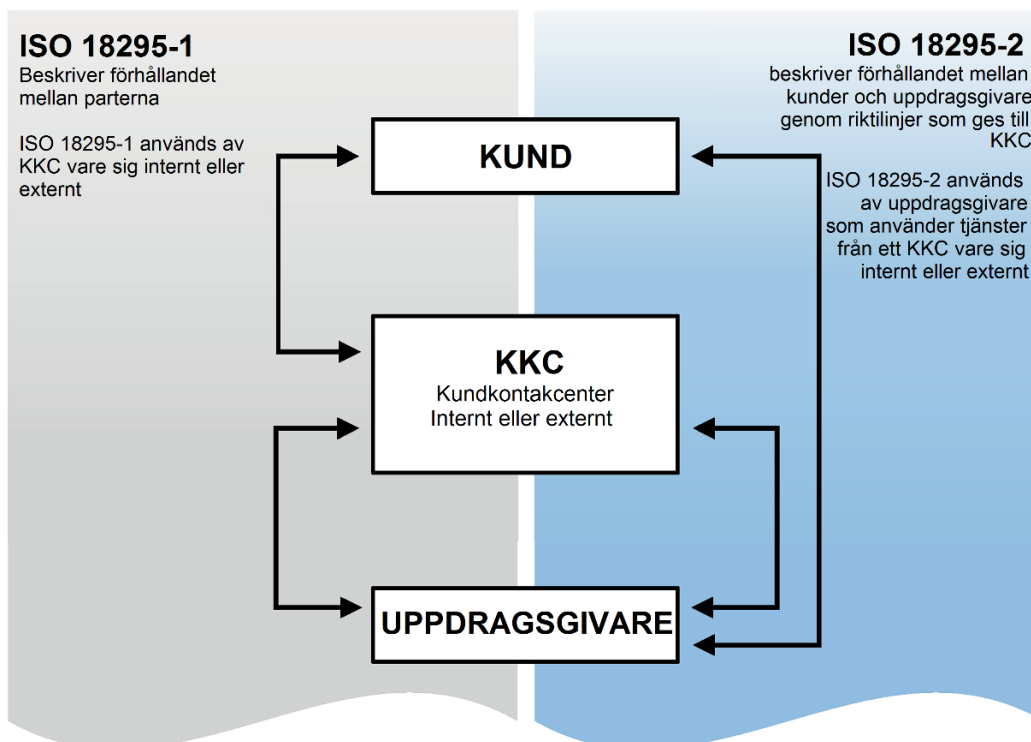 ISO 18295-1
Beskriver förhållandet
mellan parterna
ISO 18295-1 används av
KKC vare sig internt eller
externt
ISO 18295-2
beskriver förhållandet mellan
kunder och uppdragsgivare
genom riktilinjer som ges till
KKC
ISO 18295-2 används
av uppdragsgivare
som använder tjänster
från ett KKC vare sig
internt eller externt
KUND
KKC
Kundkontakcenter
Internt eller externt
UPPDRAGSGIVARE